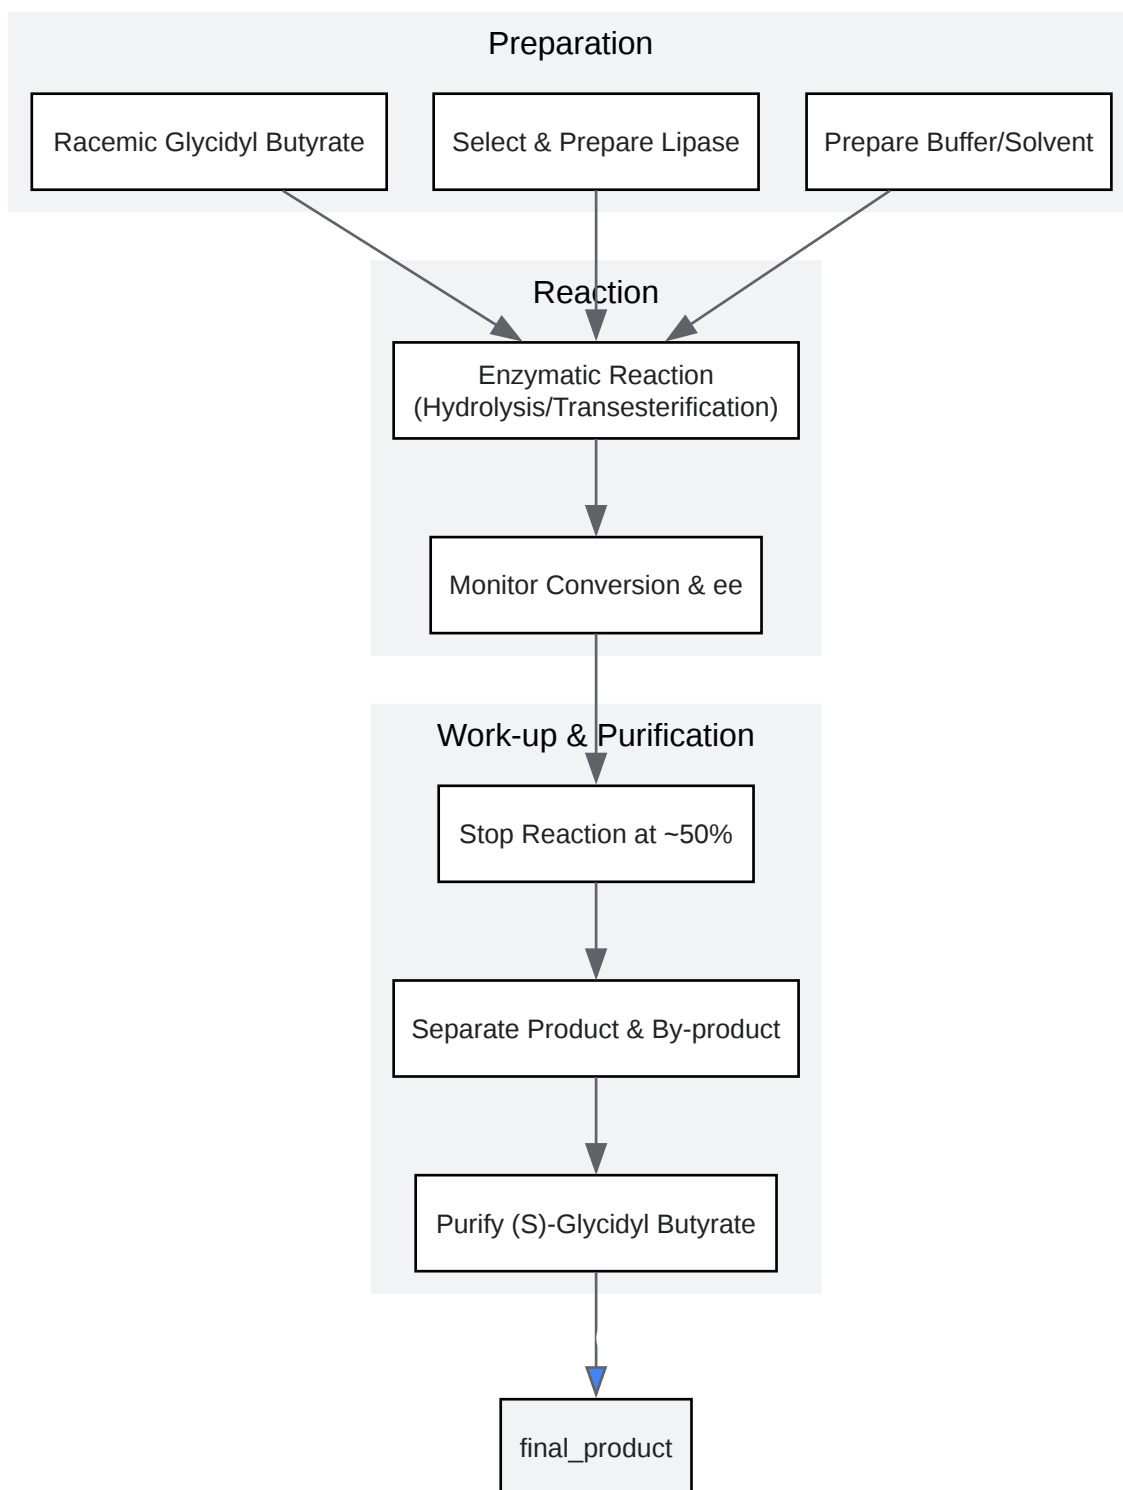 Preparation
Racemic Glycidyl Butyrate
Select & Prepare Lipase
Prepare Buffer/Solvent
Reaction
Enzymatic Reaction
(Hydrolysis/Transesterification)
Monitor Conversion & ee
Work-up & Purification
Stop Reaction at ~50%
Separate Product & By-product
Purify (S)-Glycidyl Butyrate
final_product